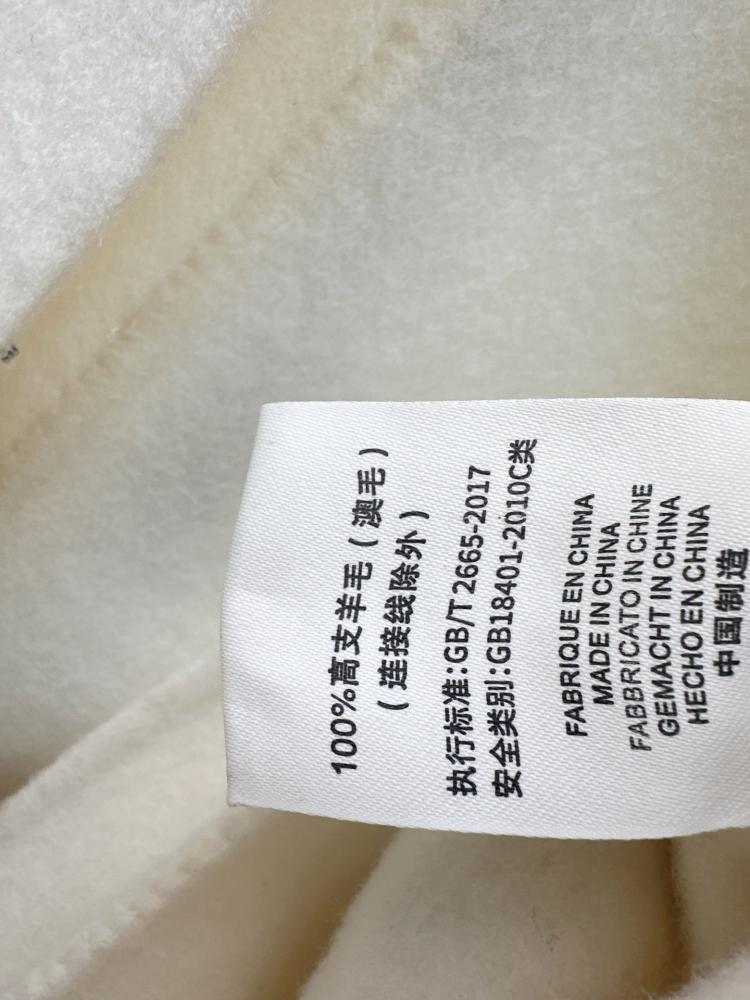 100%高支羊毛(澳毛)
(连接线除外)
执行标准:GB/T 2665-2017
安全类别:GB18401-2010C类
FABRIQUE EN CHINA
MADE IN CHINA
FABBRICATO IN CHINE
GEMACHT IN CHINA
HECHO EN CHINA
中国制造